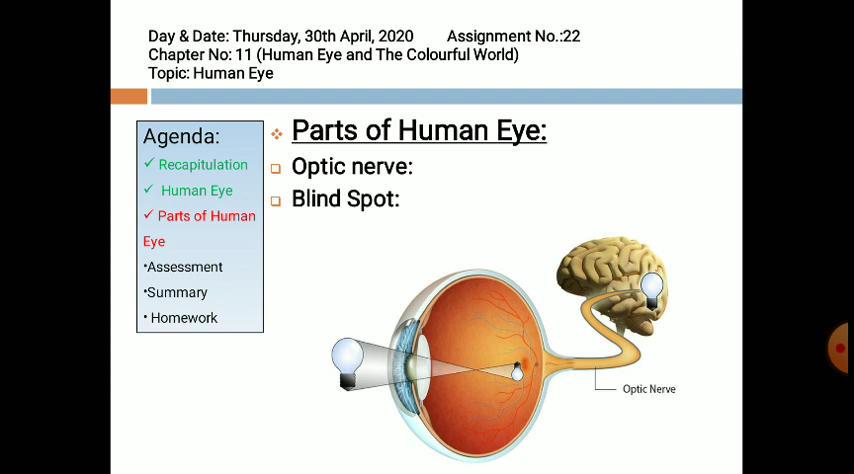 Day & Date: Thursday, 30th April, 2020 Assignment No.:22
Chapter No: 11 (Human Eye and The Colourful World)
Topic: Human Eye
Agenda:
✓ Recapitulation
✓ Human Eye
✓ Parts of Human
Eye
•Assessment
•Summary
• Homework
❖ Parts of Human Eye:
❑ Optic nerve:
❑ Blind Spot:
Optic Nerve